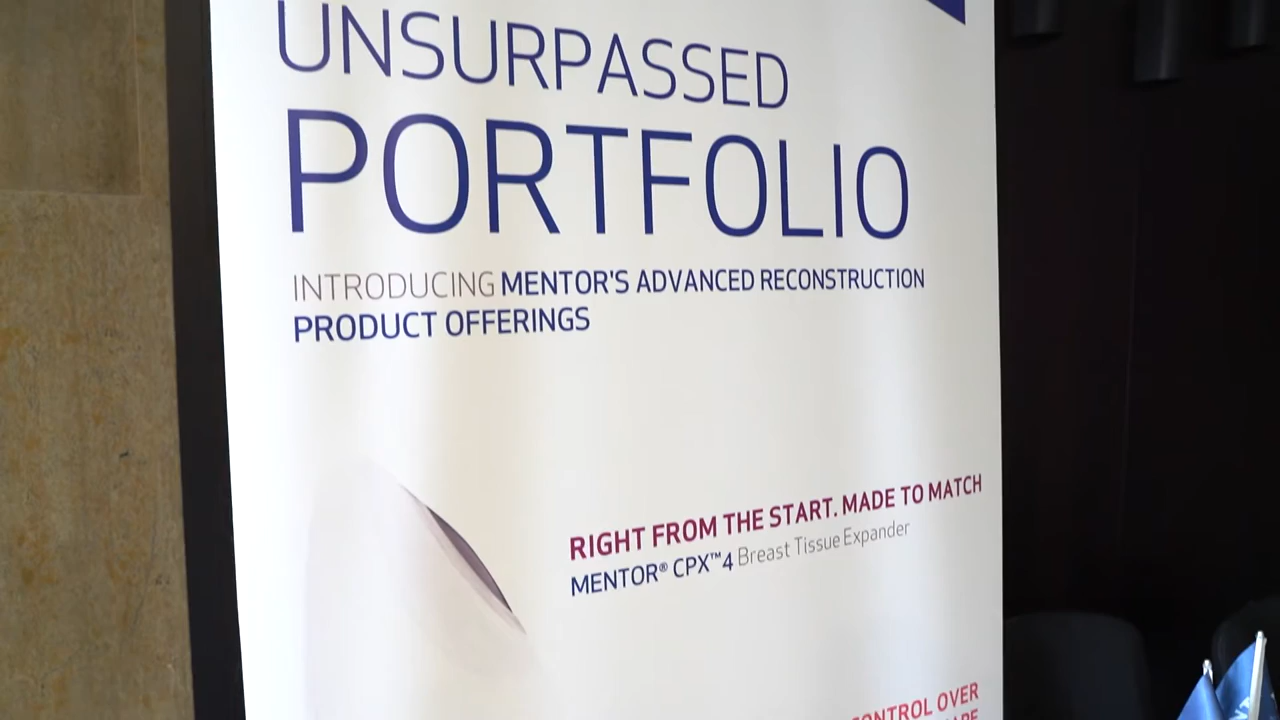 UNSURPASSED
PORTFOLIO
INTRODUCING MENTOR'S ADVANCED RECONSTRUCTION
PRODUCT OFFERINGS
RIGHT FROM THE START. MADE TO MATCH
MENTOR® CPX™4 Breast Tissue Expander
CONTROL OVER